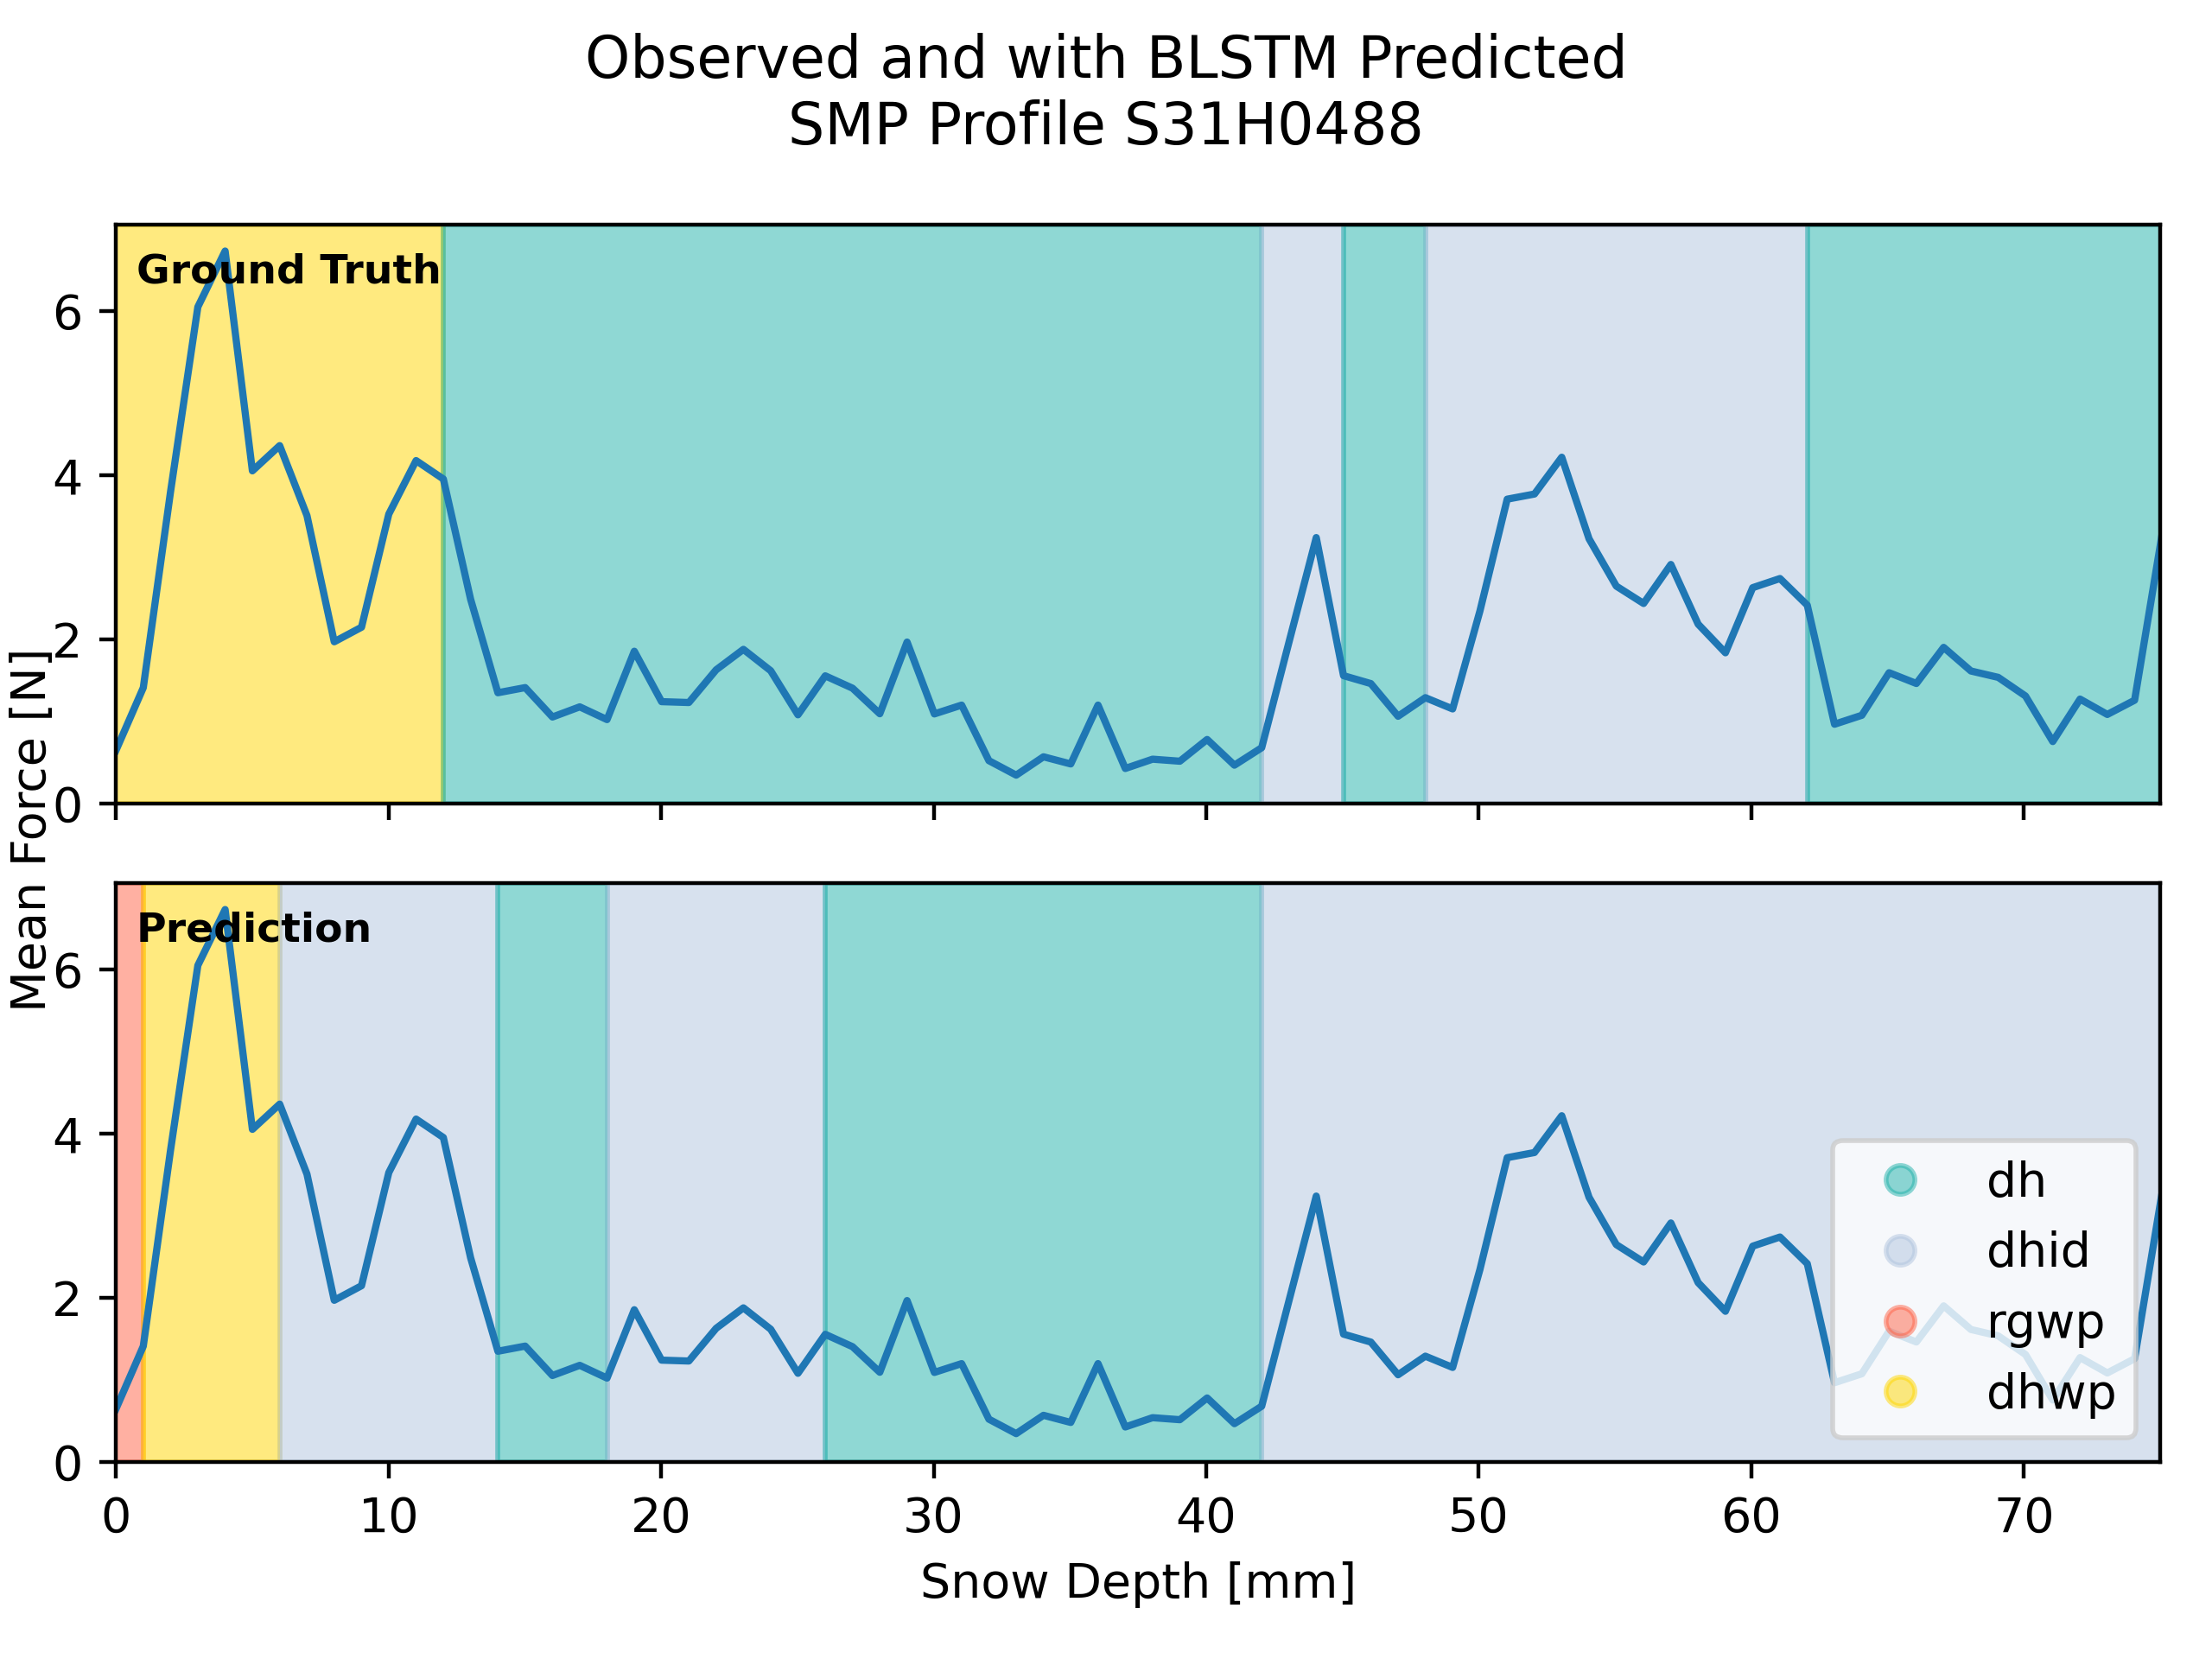 Observed and with BLSTM Predicted
SMP Profile S31H0488
Mean Force [N]
Ground Truth
6
4
2
0
Prediction
6
4
2
0
dh
dhid
rgwp
dhwp
0 10 20 30 40 50 60 70
Snow Depth [mm]